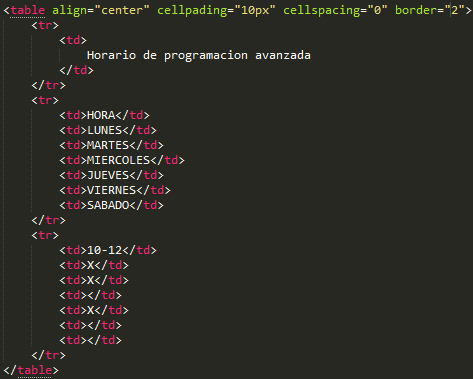 <table align="center" cellpading="10px" cellspacing="0" border="2">
<tr>
<td>
Horario de programacion avanzada
</td>
</tr>
<tr>
<td>HORA</td>
<td>LUNES</td>
<td>MARTES</td>
<td>MIERCOLES</td>
<td>JUEVES</td>
<td>VIERNES</td>
<td>SABADO</td>
</tr>
<tr>
<td>10-12</td>
<td>X</td>
<td>X</td>
<td></td>
<td>X</td>
<td></td>
<td></td>
</tr>
</table>